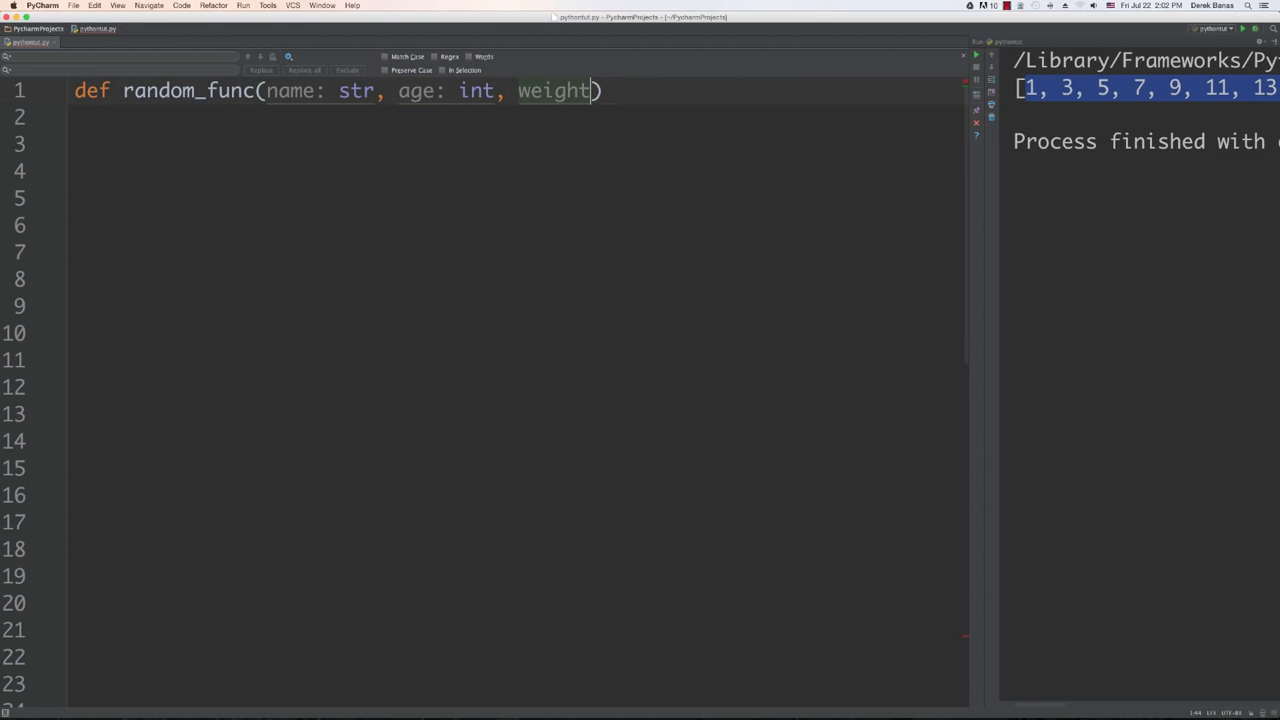 PyCharm File Edit View Navigate Code Refactor Run Tools VCS Window Help 10 Fri Jul 22 2:02 PM Derek Banas
pythontut.py - PycharmProjects - [~/PycharmProjects]
PycharmProjects pythontut.py pythontut
pythontut.py Run pythontut
Match Case Regex Words
Replace Replace all Exclude Preserve Case In Selection
1 def random_func(name: str, age: int, weight)
2
3
4
5
6
7
8
9
10
11
12
13
14
15
16
17
18
19
20
21
22
23
/Library/Frameworks/Py
[1, 3, 5, 7, 9, 11, 13
Process finished with
1:44 LF‡ UTF-8‡